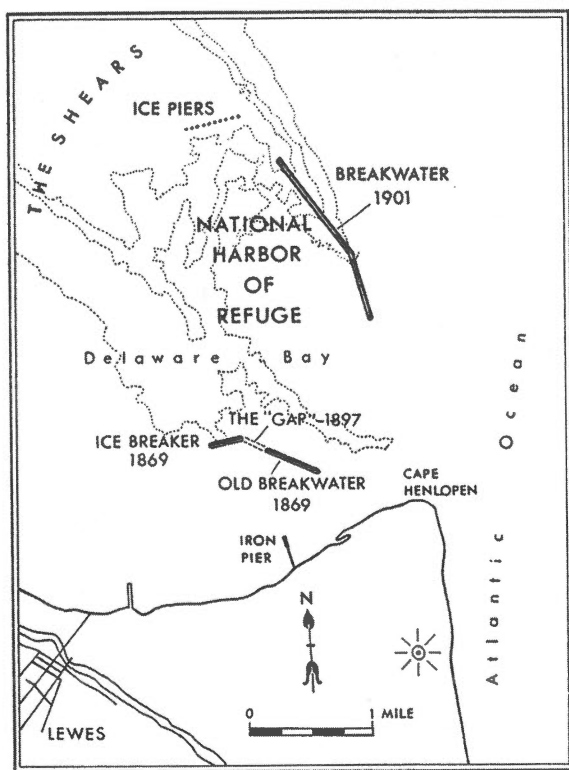 THE SHEARS
ICE PIERS
BREAKWATER
1901
NATIONAL
HARBOR
OF
REFUGE
Delaware Bay
Atlantic Ocean
THE "GAP"-1897
ICE BREAKER
1869
OLD BREAKWATER
1869
CAPE
HENLOPEN
IRON
PIER
N
0 1 MILE
LEWES